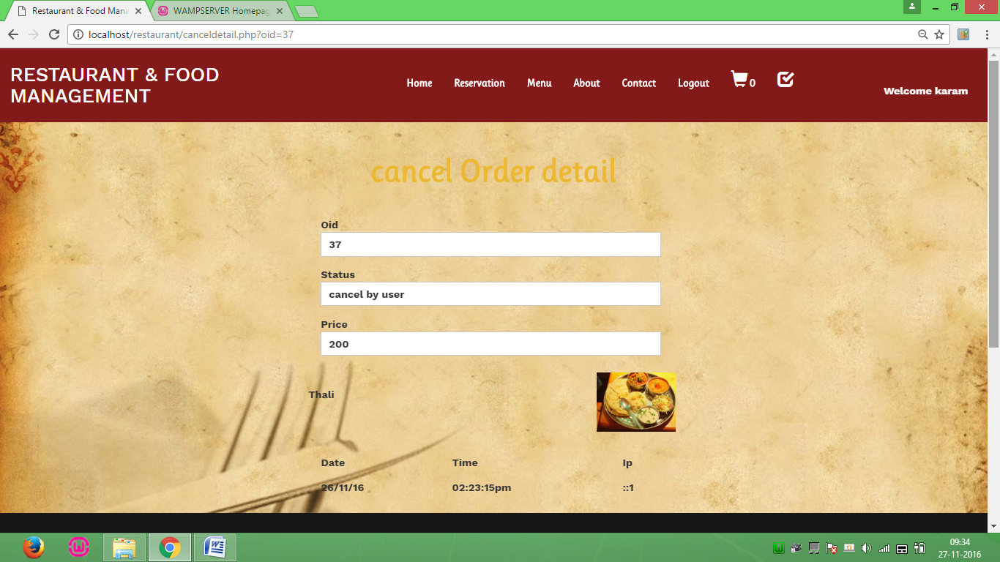 Restaurant & Food Mana
WAMPSERVER Homepag
localhost/restaurant/canceldetail.php?oid=37
RESTAURANT & FOOD
MANAGEMENT
Home Reservation Menu About Contact Logout 0
Welcome karam
cancel Order detail
Oid
37
Status
cancel by user
Price
200
Thali
Date Time Ip
26/11/16 02:23:15pm ::1
09:34
27-11-2016